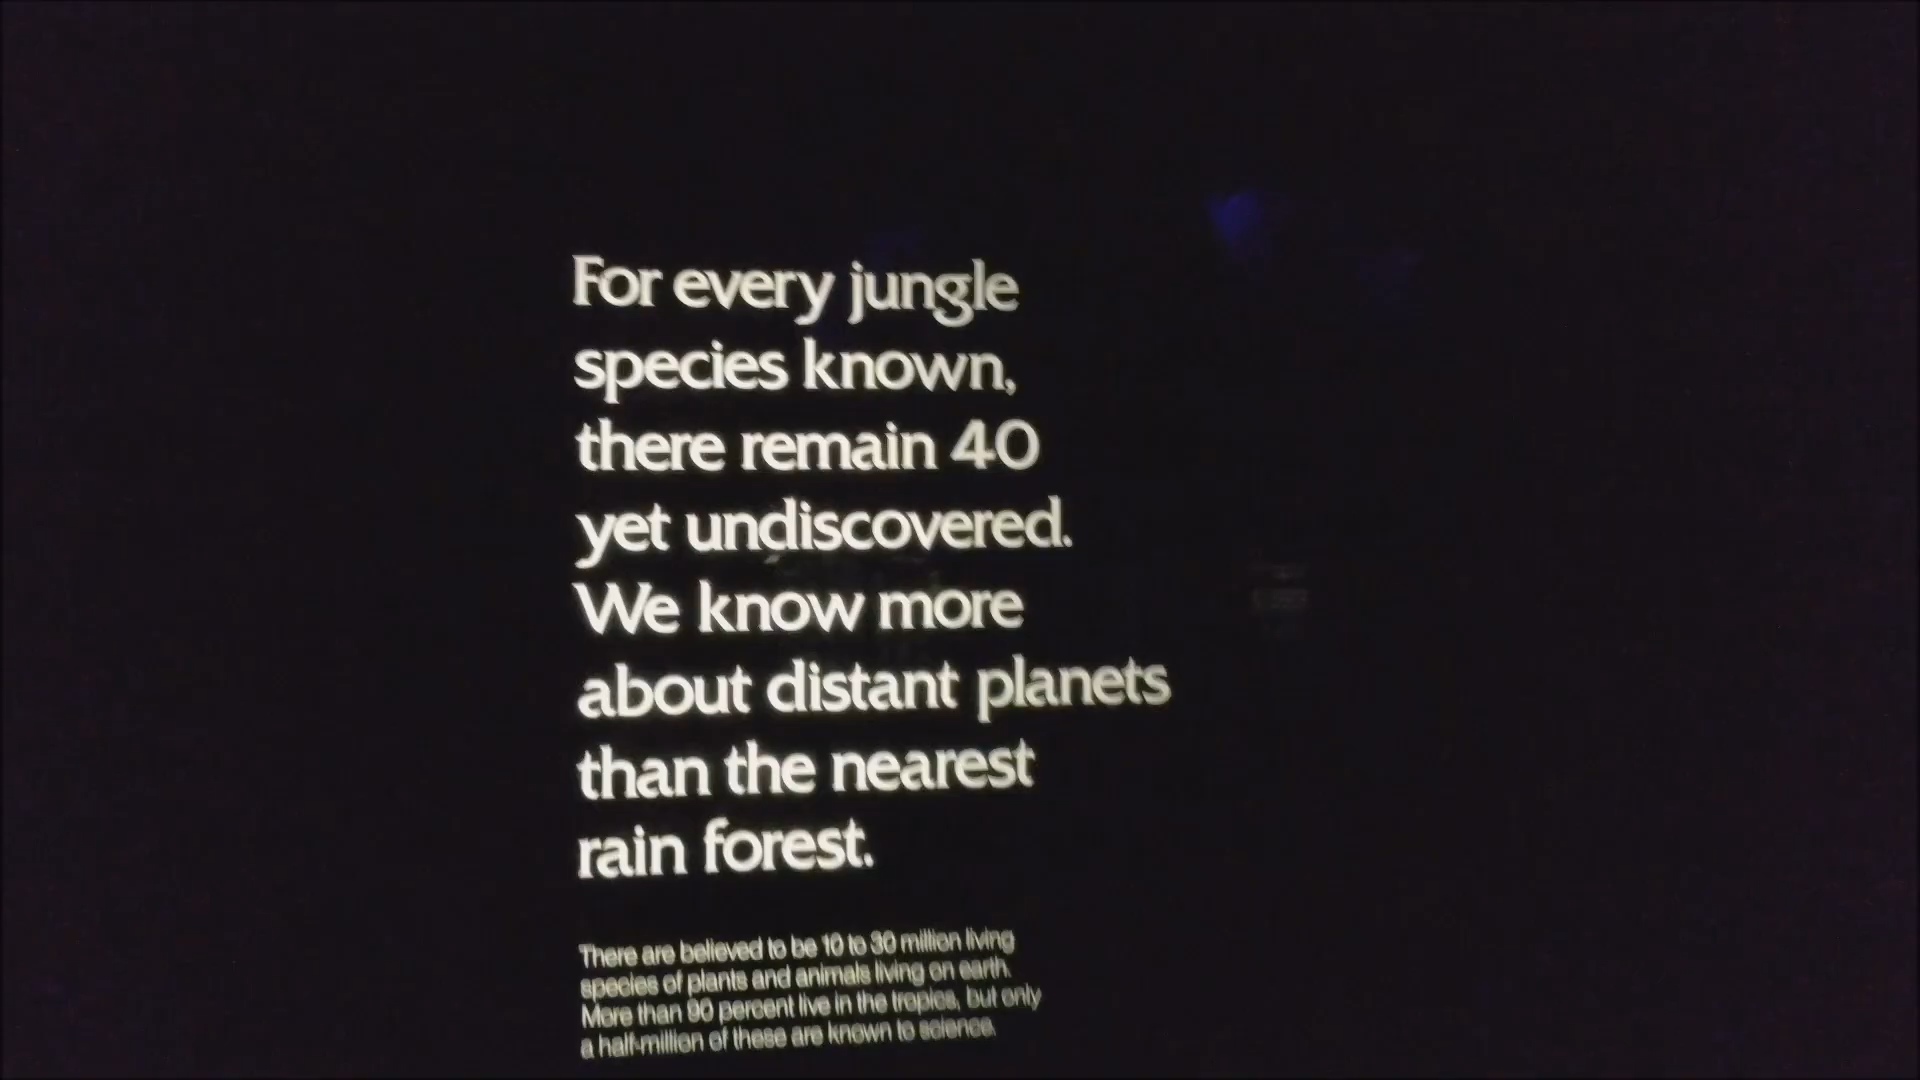 For every jungle
species known,
there remain 40
yet undiscovered.
We know more
about distant planets
than the nearest
rain forest.
There are believed to be 10 to 30 million living
species of plants and animals living on earth.
More than 90 percent live in the tropics, but only
a half-million of these are known to science.